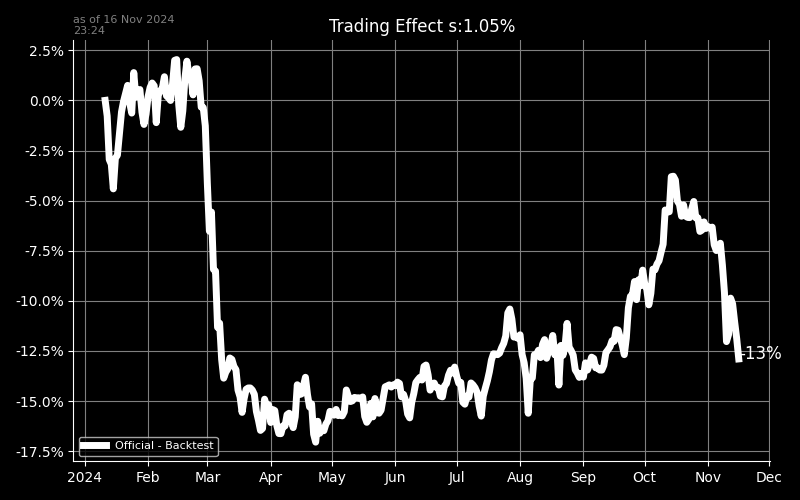 as of 16 Nov 2024
23:24
Trading Effect s:1.05%
2.5%
0.0%
-2.5%
-5.0%
-7.5%
-10.0%
-12.5%
-15.0%
-17.5%
-13%
Official - Backtest
2024 Feb Mar Apr May Jun Jul Aug Sep Oct Nov Dec